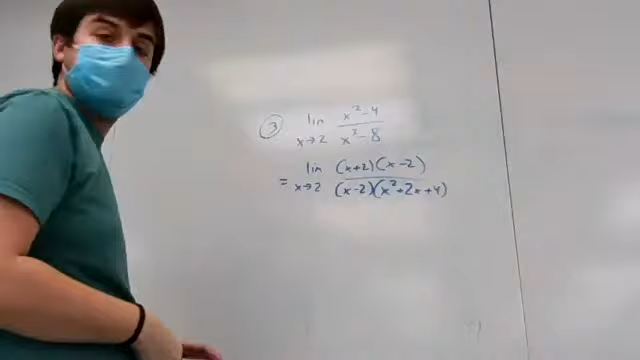 ③ lim x→2 (x²-4)/(x³-8)
= lim x→2 ((x+2)(x-2))/((x-2)(x²+2x+4))